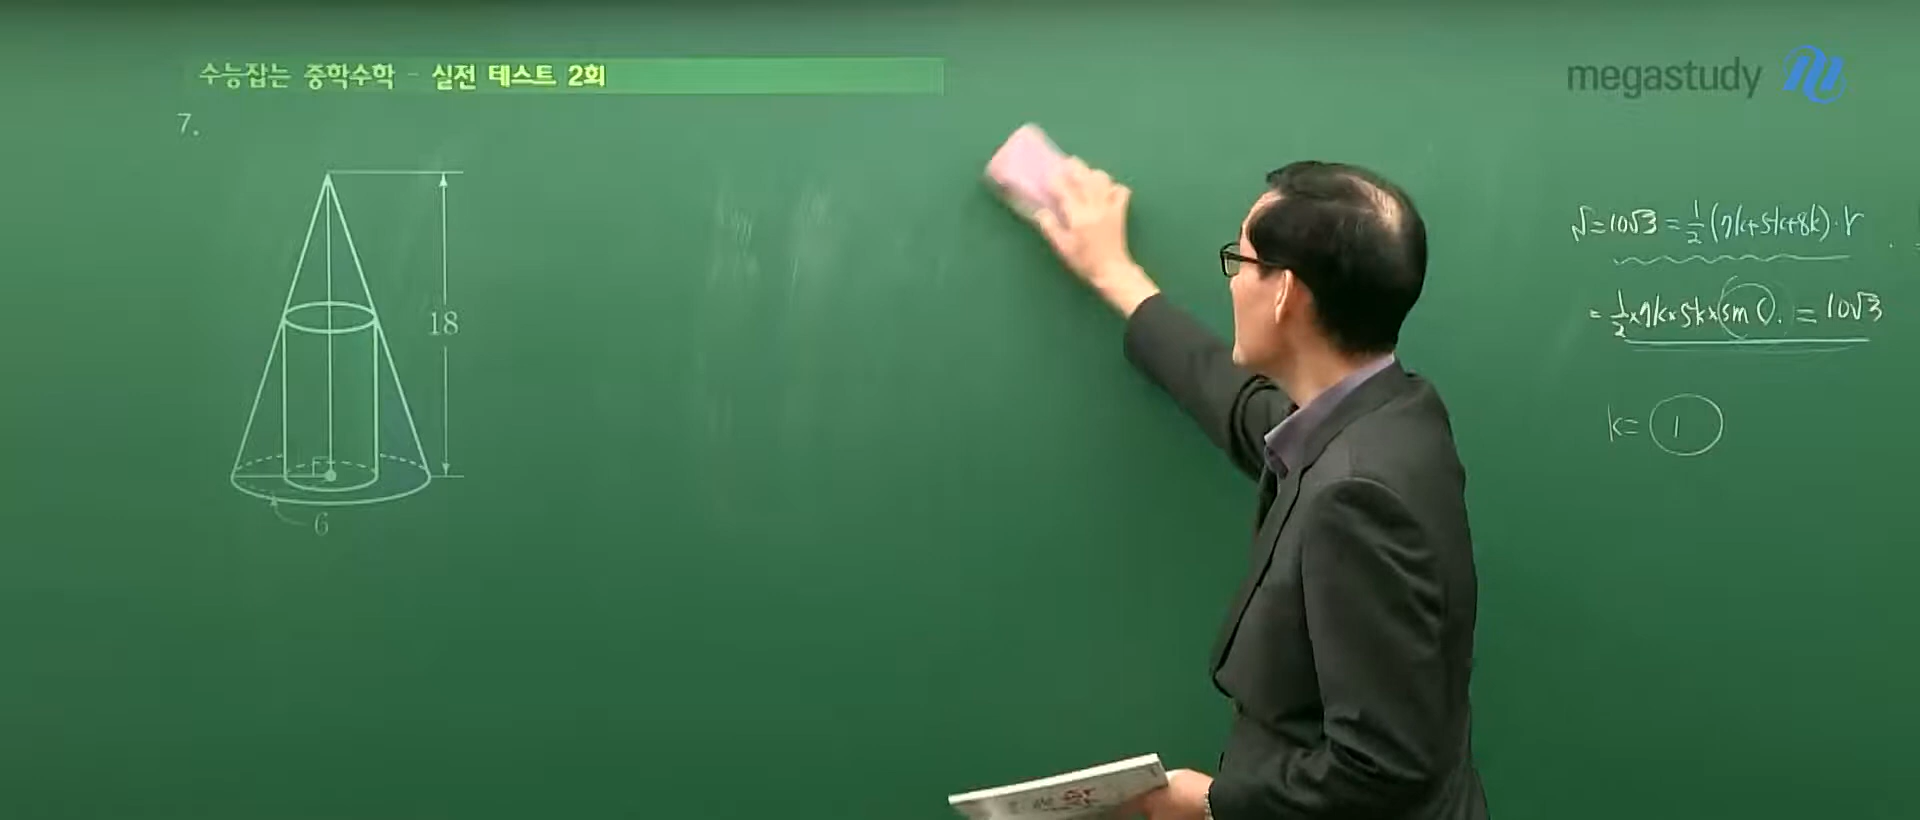 수능잡는 중학수학 - 실전 테스트 2회
megastudy
7.
18
6
S=10√3=1/2(7k+5k+8k)·r
=1/2×7k×5k×sin C. =10√3
k=1